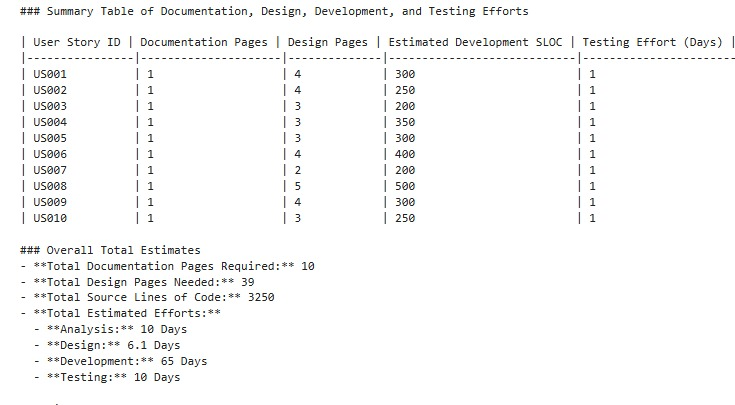 ### Summary Table of Documentation, Design, Development, and Testing Efforts
| User Story ID | Documentation Pages | Design Pages | Estimated Development SLOC | Testing Effort (Days) |
|---------------|---------------------|--------------|----------------------------|----------------------
| US001 | 1 | 4 | 300 | 1
| US002 | 1 | 4 | 250 | 1
| US003 | 1 | 3 | 200 | 1
| US004 | 1 | 3 | 350 | 1
| US005 | 1 | 3 | 300 | 1
| US006 | 1 | 4 | 400 | 1
| US007 | 1 | 2 | 200 | 1
| US008 | 1 | 5 | 500 | 1
| US009 | 1 | 4 | 300 | 1
| US010 | 1 | 3 | 250 | 1
### Overall Total Estimates
- **Total Documentation Pages Required:** 10
- **Total Design Pages Needed:** 39
- **Total Source Lines of Code:** 3250
- **Total Estimated Efforts:**
- **Analysis:** 10 Days
- **Design:** 6.1 Days
- **Development:** 65 Days
- **Testing:** 10 Days